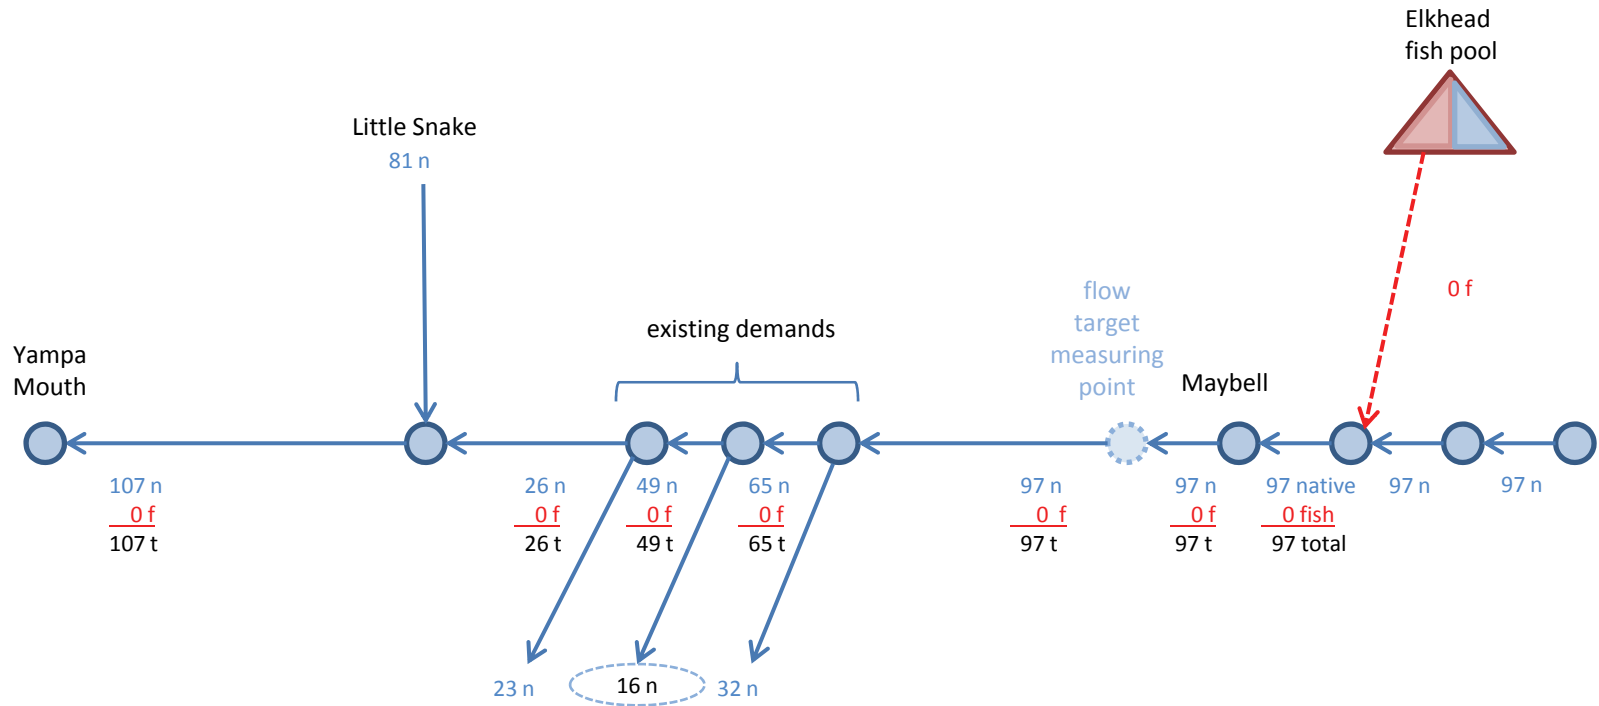 Elkhead
fish pool
Little Snake
81 n
0 f
flow
target
measuring
point
existing demands
Yampa
Mouth
Maybell
107 n
0 f
107 t
26 n
0 f
26 t
49 n
0 f
49 t
65 n
0 f
65 t
97 n
0 f
97 t
97 n
0 f
97 t
97 native
0 fish
97 total
97 n
97 n
23 n
16 n
32 n